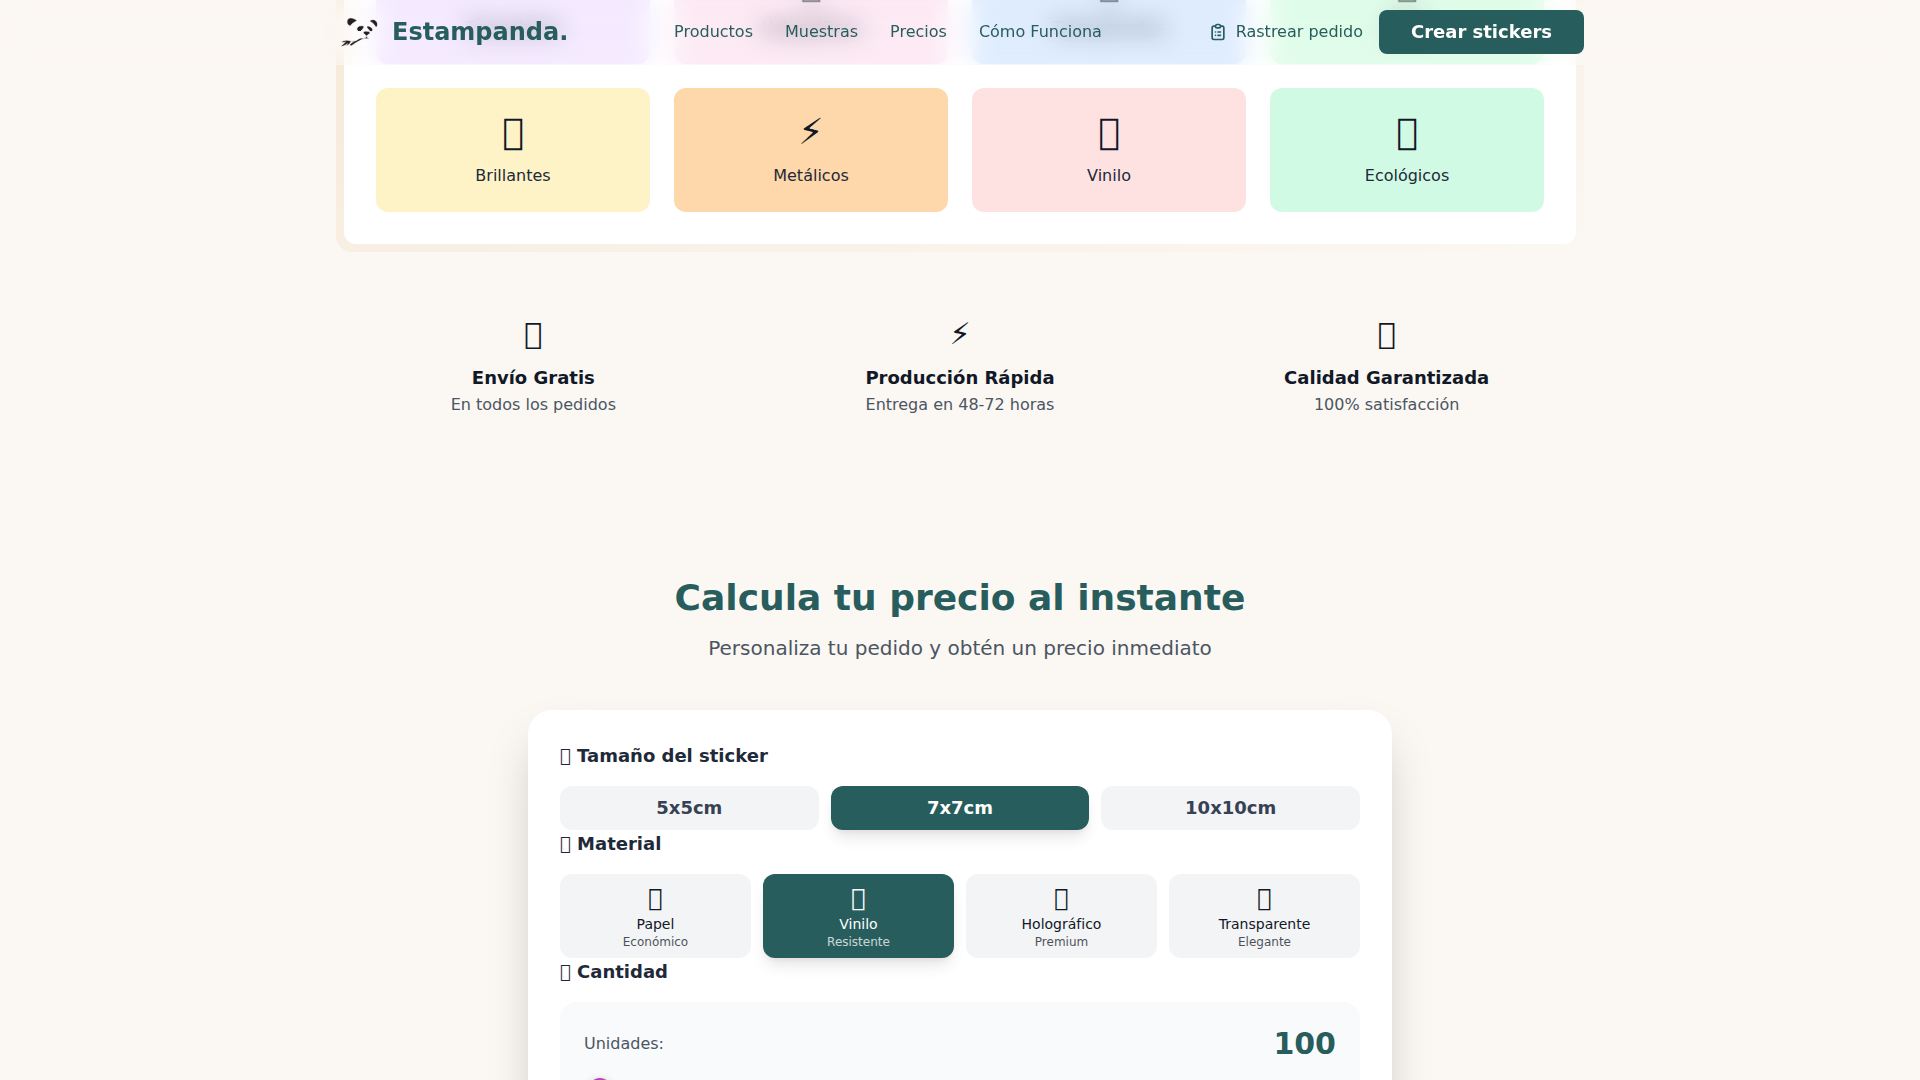 Estampanda.
Productos
Muestras
Precios
Cómo Funciona
Rastrear pedido
Crear stickers
Brillantes
Metálicos
Vinilo
Ecológicos
Envío Gratis
En todos los pedidos
Producción Rápida
Entrega en 48-72 horas
Calidad Garantizada
100% satisfacción
Calcula tu precio al instante
Personaliza tu pedido y obtén un precio inmediato
Tamaño del sticker
5x5cm
7x7cm
10x10cm
Material
Papel
Económico
Vinilo
Resistente
Holográfico
Premium
Transparente
Elegante
Cantidad
Unidades:
100